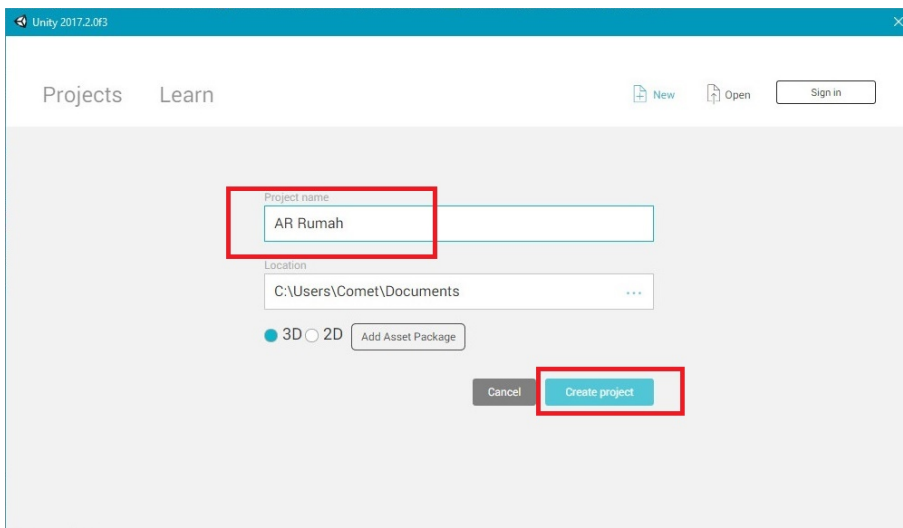 Unity 2017.2.0f3
Projects Learn New Open Sign in
Project name
AR Rumah
Location
C:\Users\Comet\Documents ...
3D 2D Add Asset Package
Cancel Create project